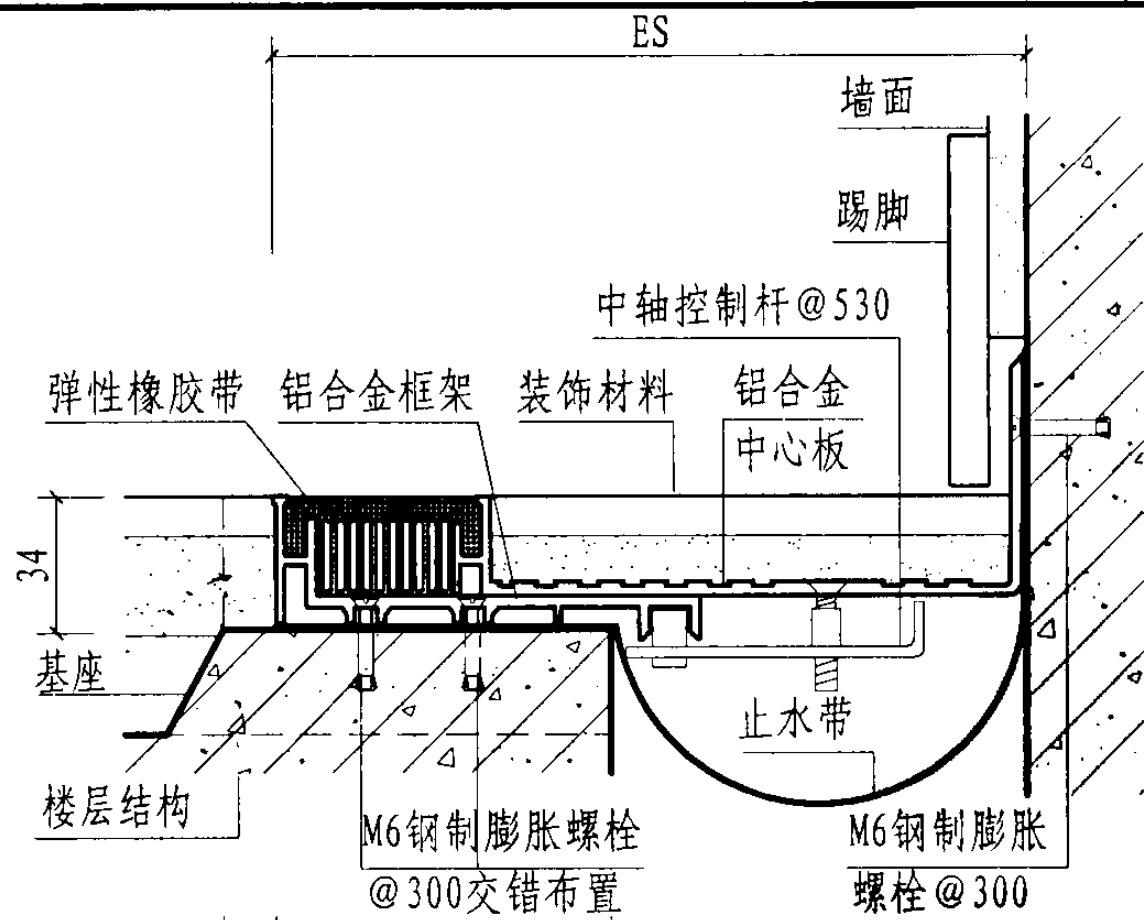 ES
墙面
踢脚
中轴控制杆@530
弹性橡胶带
铝合金框架
装饰材料
铝合金
中心板
34
基座
止水带
楼层结构
M6钢制膨胀螺栓
@300交错布置
M6钢制膨胀
螺栓@300